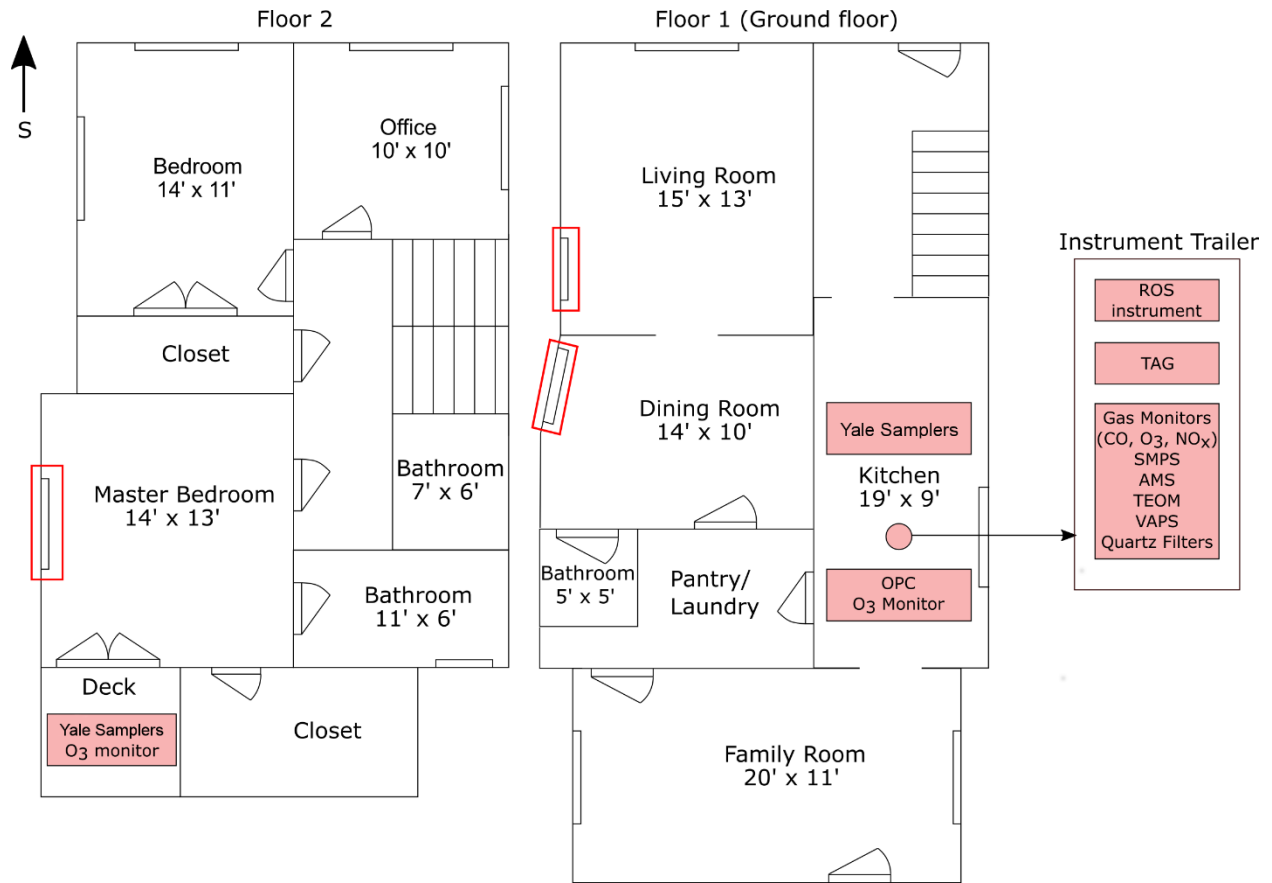 Floor 2
S
Bedroom
14' x 11'
Office
10' x 10'
Closet
Master Bedroom
14' x 13'
Bathroom
7' x 6'
Bathroom
11' x 6'
Deck
Yale Samplers
O3 monitor
Closet
Floor 1 (Ground floor)
Living Room
15' x 13'
Dining Room
14' x 10'
Yale Samplers
Kitchen
19' x 9'
OPC
O3 Monitor
Bathroom
5' x 5'
Pantry/
Laundry
Family Room
20' x 11'
Instrument Trailer
ROS
instrument
TAG
Gas Monitors
(CO, O3, NOx)
SMPS
AMS
TEOM
VAPS
Quartz Filters